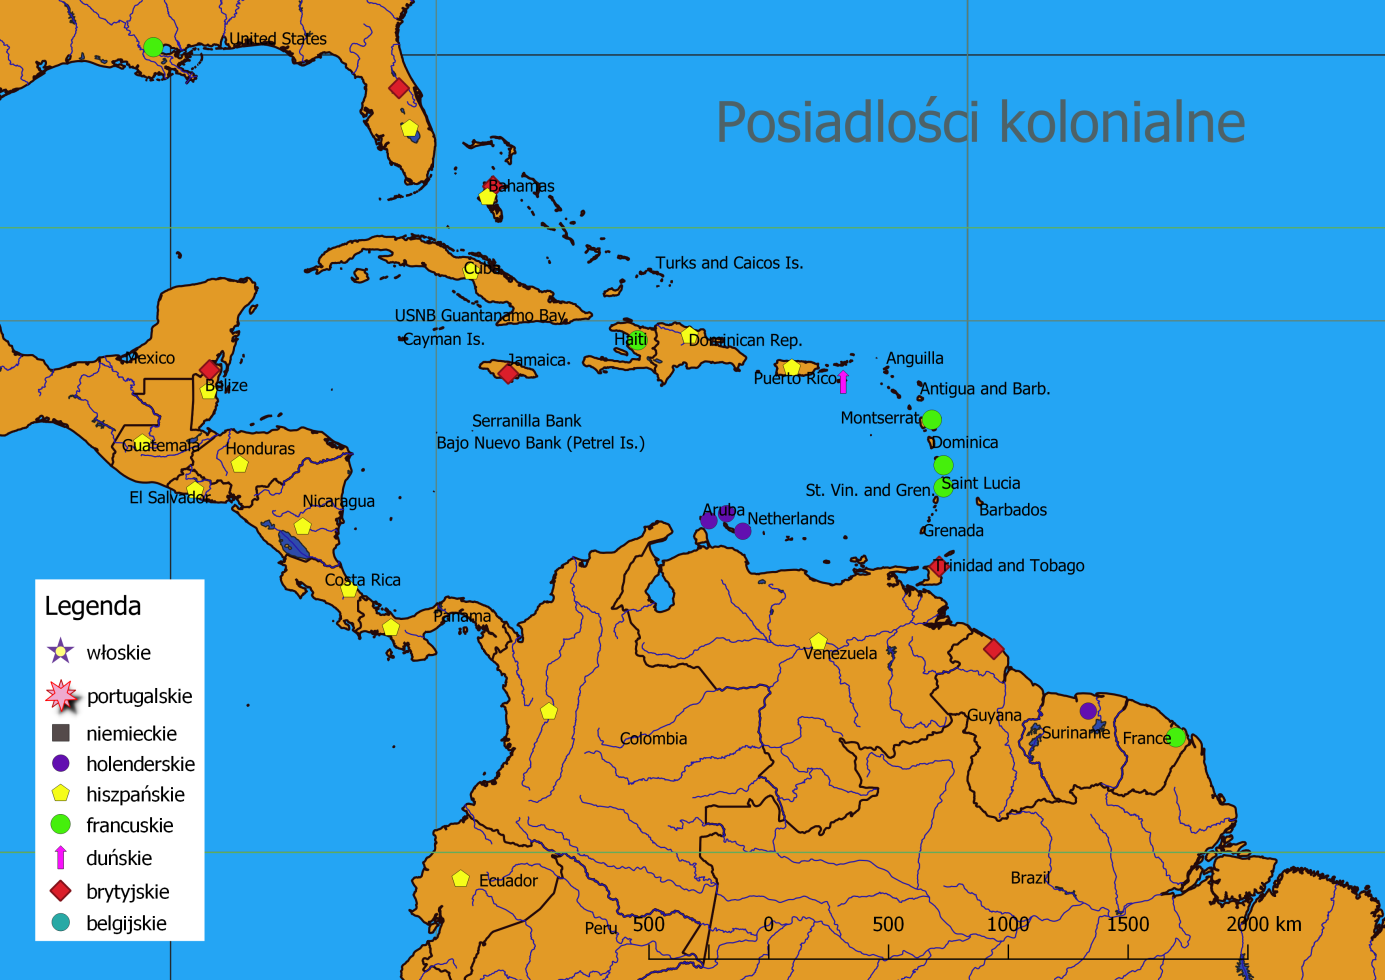 United States
Posiadłości kolonialne
Bahamas
Cuba
Turks and Caicos Is.
USNB Guantanamo Bay
Cayman Is.
Haiti
Dominican Rep.
Jamaica
Mexico
Belize
Puerto Rico
Anguilla
Antigua and Barb.
Montserrat
Serranilla Bank
Bajo Nuevo Bank (Petrel Is.)
Dominica
Guatemala
Honduras
El Salvador
Nicaragua
St. Vin. and Gren.
Saint Lucia
Barbados
Aruba
Netherlands
Grenada
Trinidad and Tobago
Costa Rica
Panama
Venezuela
Guyana
Suriname
France
Colombia
Ecuador
Brazil
Peru
Legenda
włoskie
portugalskie
niemieckie
holenderskie
hiszpańskie
francuskie
duńskie
brytyjskie
belgijskie
500 0 500 1000 1500 2000 km